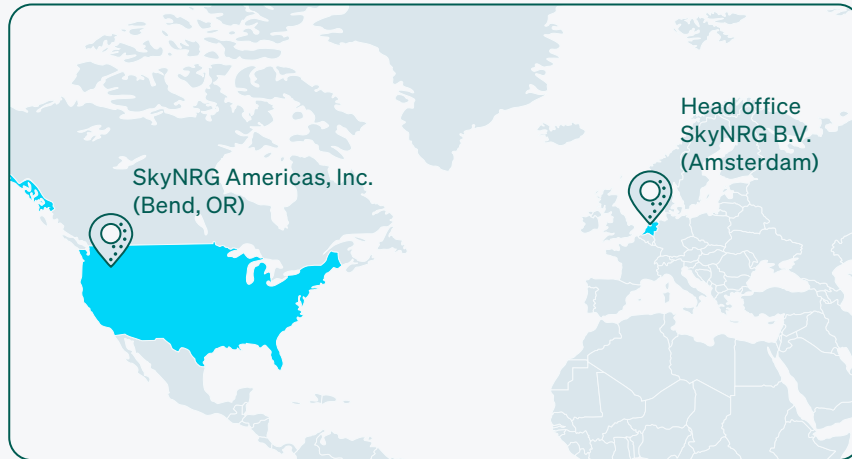 SkyNRG Americas, Inc.
(Bend, OR)
Head office
SkyNRG B.V.
(Amsterdam)